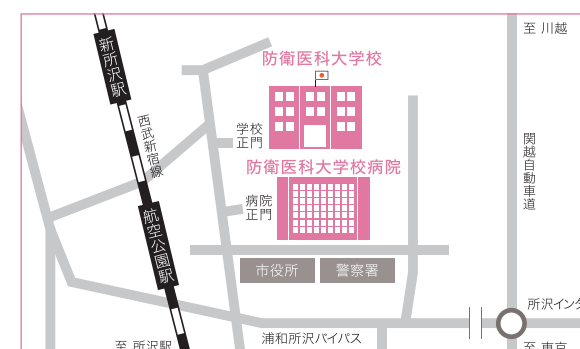 至 川越
防衛医科大学校
新所沢駅
西武新宿線
学校
正門
関越自動車道
防衛医科大学校病院
病院
正門
航空公園駅
市役所
警察署
所沢インタ
浦和所沢バイパス
至 所沢駅
至 東京